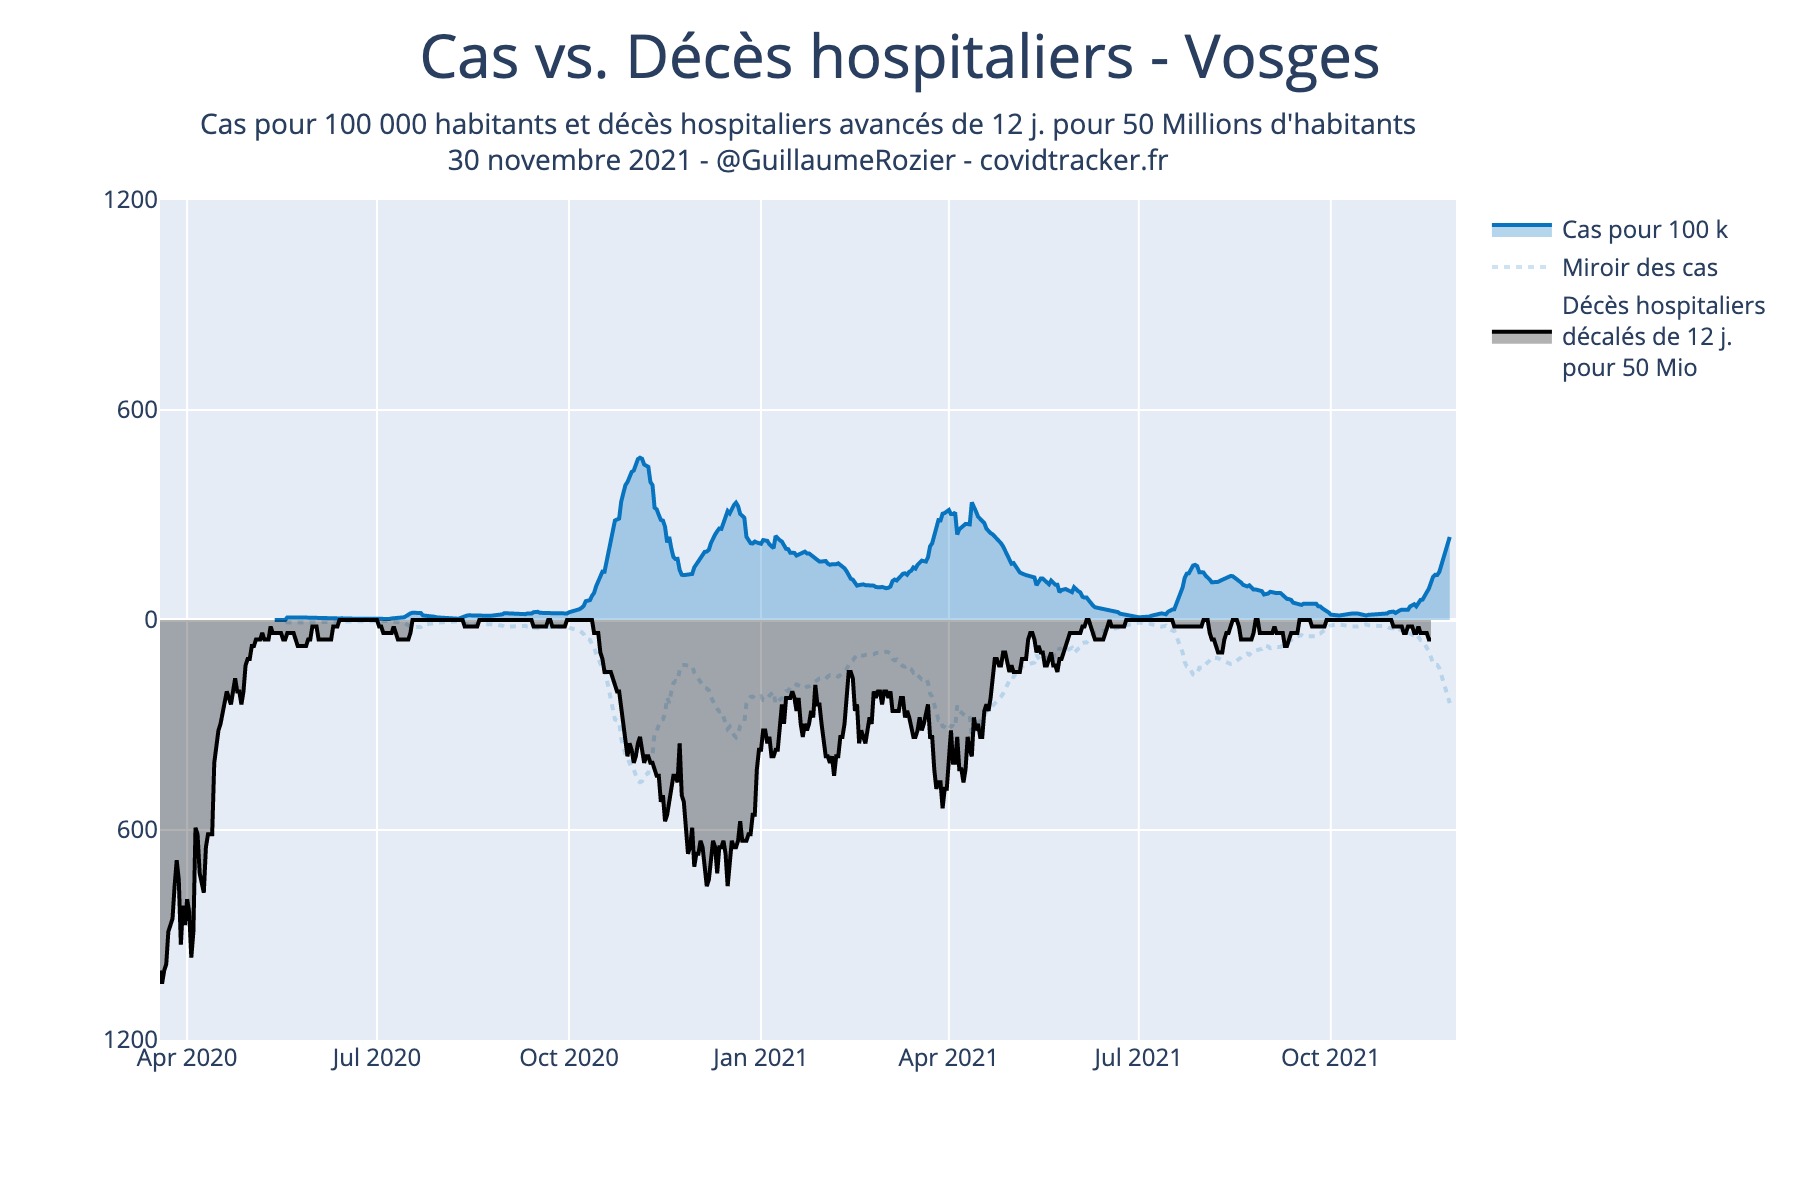 Cas vs. Décès hospitaliers - Vosges
Cas pour 100 000 habitants et décès hospitaliers avancés de 12 j. pour 50 Millions d'habitants
30 novembre 2021 - @GuillaumeRozier - covidtracker.fr
1200
600
0
600
1200
Apr 2020
Jul 2020
Oct 2020
Jan 2021
Apr 2021
Jul 2021
Oct 2021
Cas pour 100 k
Miroir des cas
Décès hospitaliers
décalés de 12 j.
pour 50 Mio